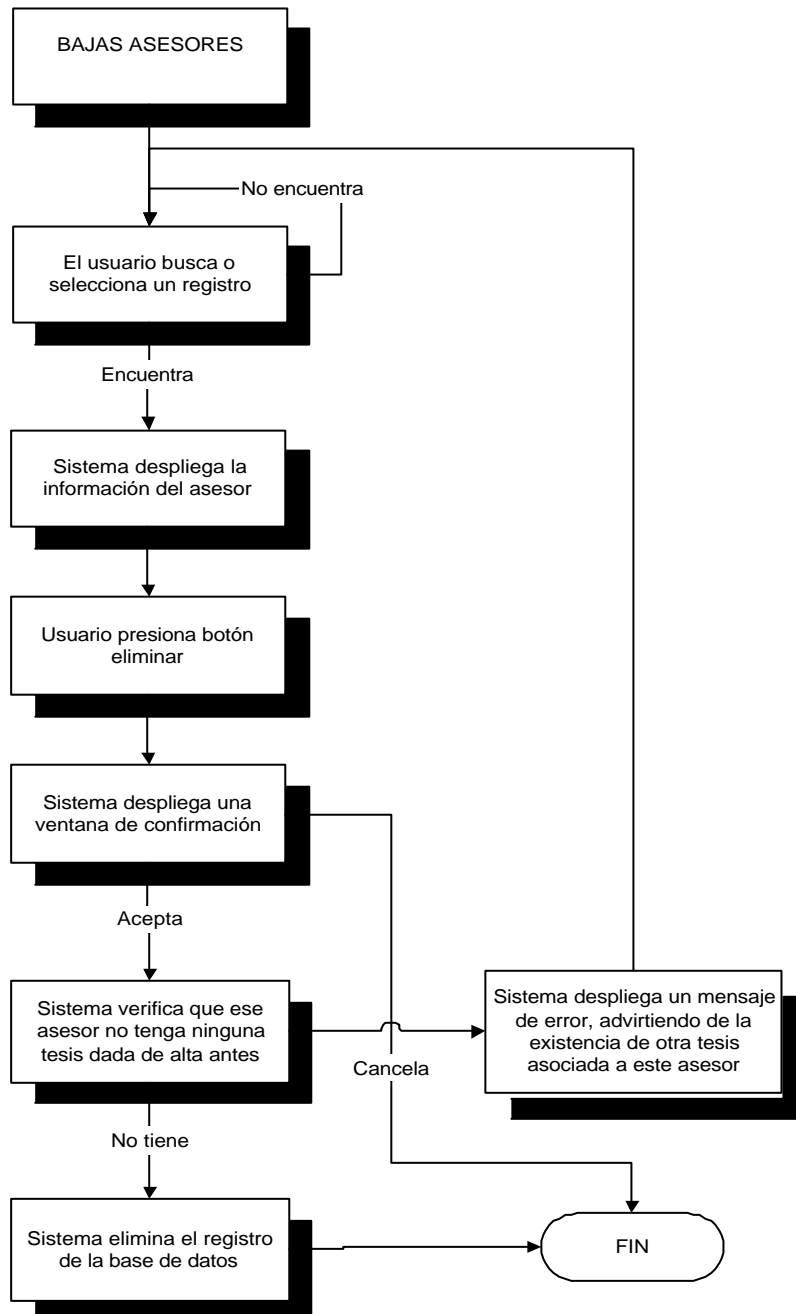 BAJAS ASESORES
No encuentra
El usuario busca o
selecciona un registro
Encuentra
Sistema despliega la
información del asesor
Usuario presiona botón
eliminar
Sistema despliega una
ventana de confirmación
Acepta
Sistema verifica que ese
asesor no tenga ninguna
tesis dada de alta antes
Sistema despliega un mensaje
de error, advirtiendo de la
existencia de otra tesis
asociada a este asesor
Cancela
No tiene
Sistema elimina el registro
de la base de datos
FIN